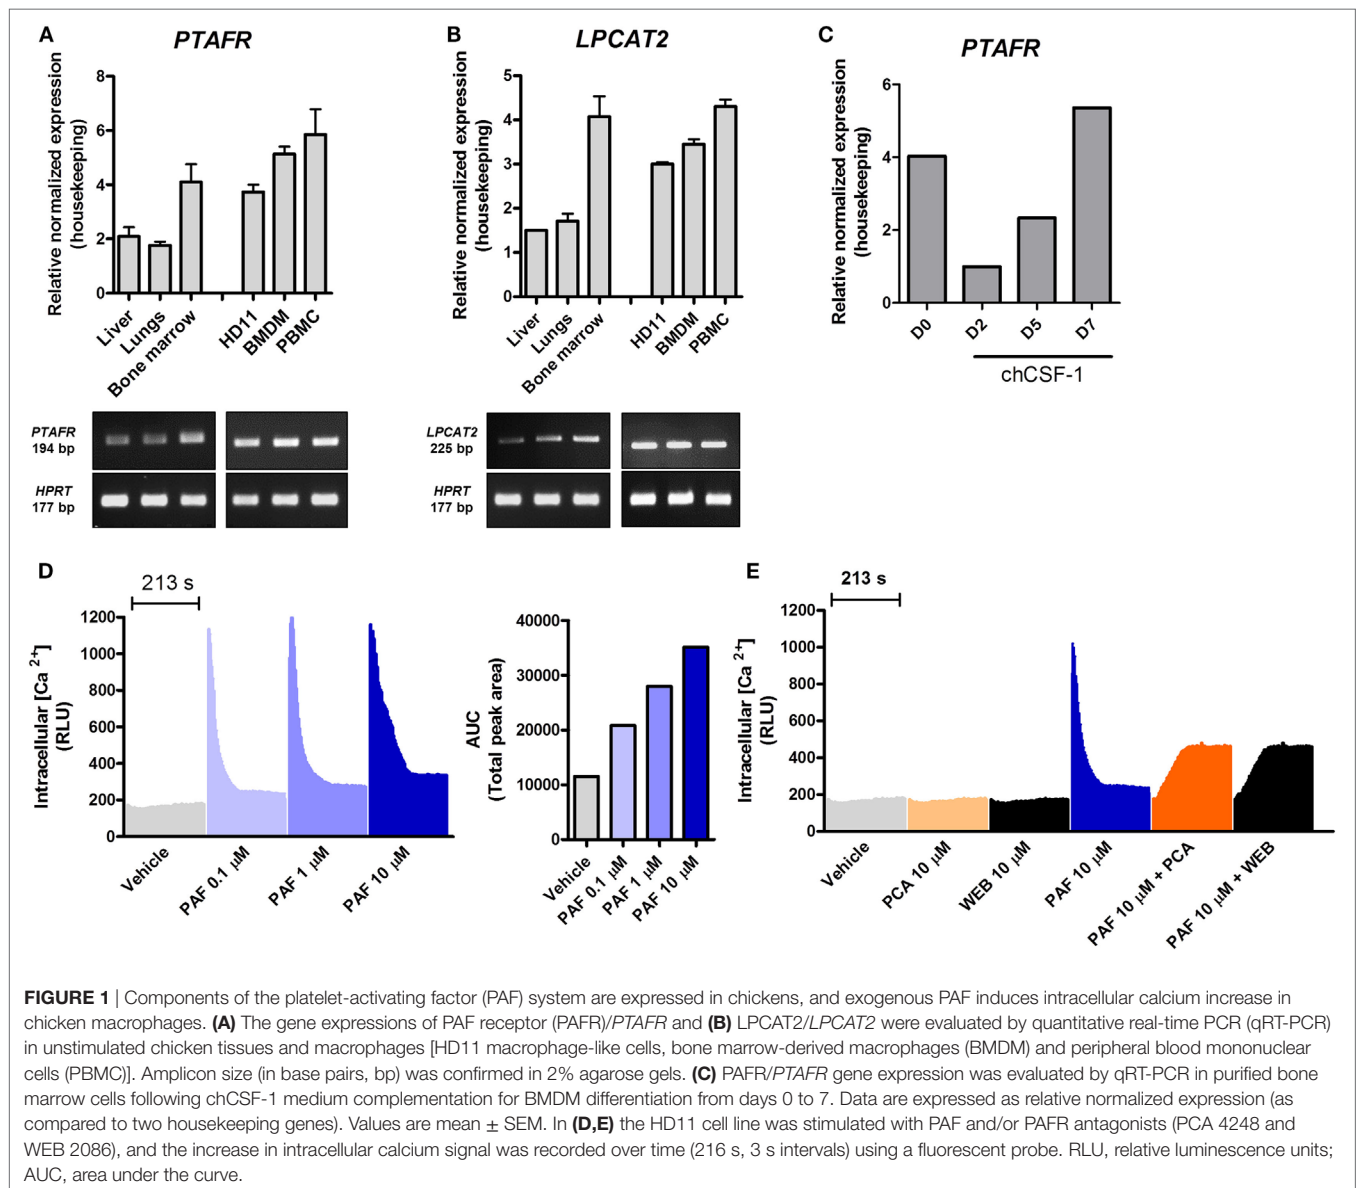 A
PTAFR
Relative normalized expression
(housekeeping)
8
6
4
2
0
Liver
Lungs
Bone marrow
HD11
BMDM
PBMC
PTAFR
194 bp
HPRT
177 bp
B
LPCAT2
Relative normalized expression
(housekeeping)
5
4
3
2
1
0
Liver
Lungs
Bone marrow
HD11
BMDM
PBMC
LPCAT2
225 bp
HPRT
177 bp
C
PTAFR
Relative normalized expression
(housekeeping)
6
4
2
0
D0
D2
D5
D7
chCSF-1
D
213 s
Intracellular [Ca 2+]
(RLU)
1200
1000
800
600
400
200
0
Vehicle
PAF 0.1 µM
PAF 1 µM
PAF 10 µM
AUC
(Total peak area)
40000
30000
20000
10000
0
Vehicle
PAF 0.1 µM
PAF 1 µM
PAF 10 µM
E
213 s
Intracellular [Ca 2+]
(RLU)
1200
1000
800
600
400
200
0
Vehicle
PCA 10 µM
WEB 10 µM
PAF 10 µM
PAF 10 µM + PCA
PAF 10 µM + WEB
FIGURE 1 | Components of the platelet-activating factor (PAF) system are expressed in chickens, and exogenous PAF induces intracellular calcium increase in
chicken macrophages. (A) The gene expressions of PAF receptor (PAFR)/PTAFR and (B) LPCAT2/LPCAT2 were evaluated by quantitative real-time PCR (qRT-PCR)
in unstimulated chicken tissues and macrophages [HD11 macrophage-like cells, bone marrow-derived macrophages (BMDM) and peripheral blood mononuclear
cells (PBMC)]. Amplicon size (in base pairs, bp) was confirmed in 2% agarose gels. (C) PAFR/PTAFR gene expression was evaluated by qRT-PCR in purified bone
marrow cells following chCSF-1 medium complementation for BMDM differentiation from days 0 to 7. Data are expressed as relative normalized expression (as
compared to two housekeeping genes). Values are mean ± SEM. In (D,E) the HD11 cell line was stimulated with PAF and/or PAFR antagonists (PCA 4248 and
WEB 2086), and the increase in intracellular calcium signal was recorded over time (216 s, 3 s intervals) using a fluorescent probe. RLU, relative luminescence units;
AUC, area under the curve.